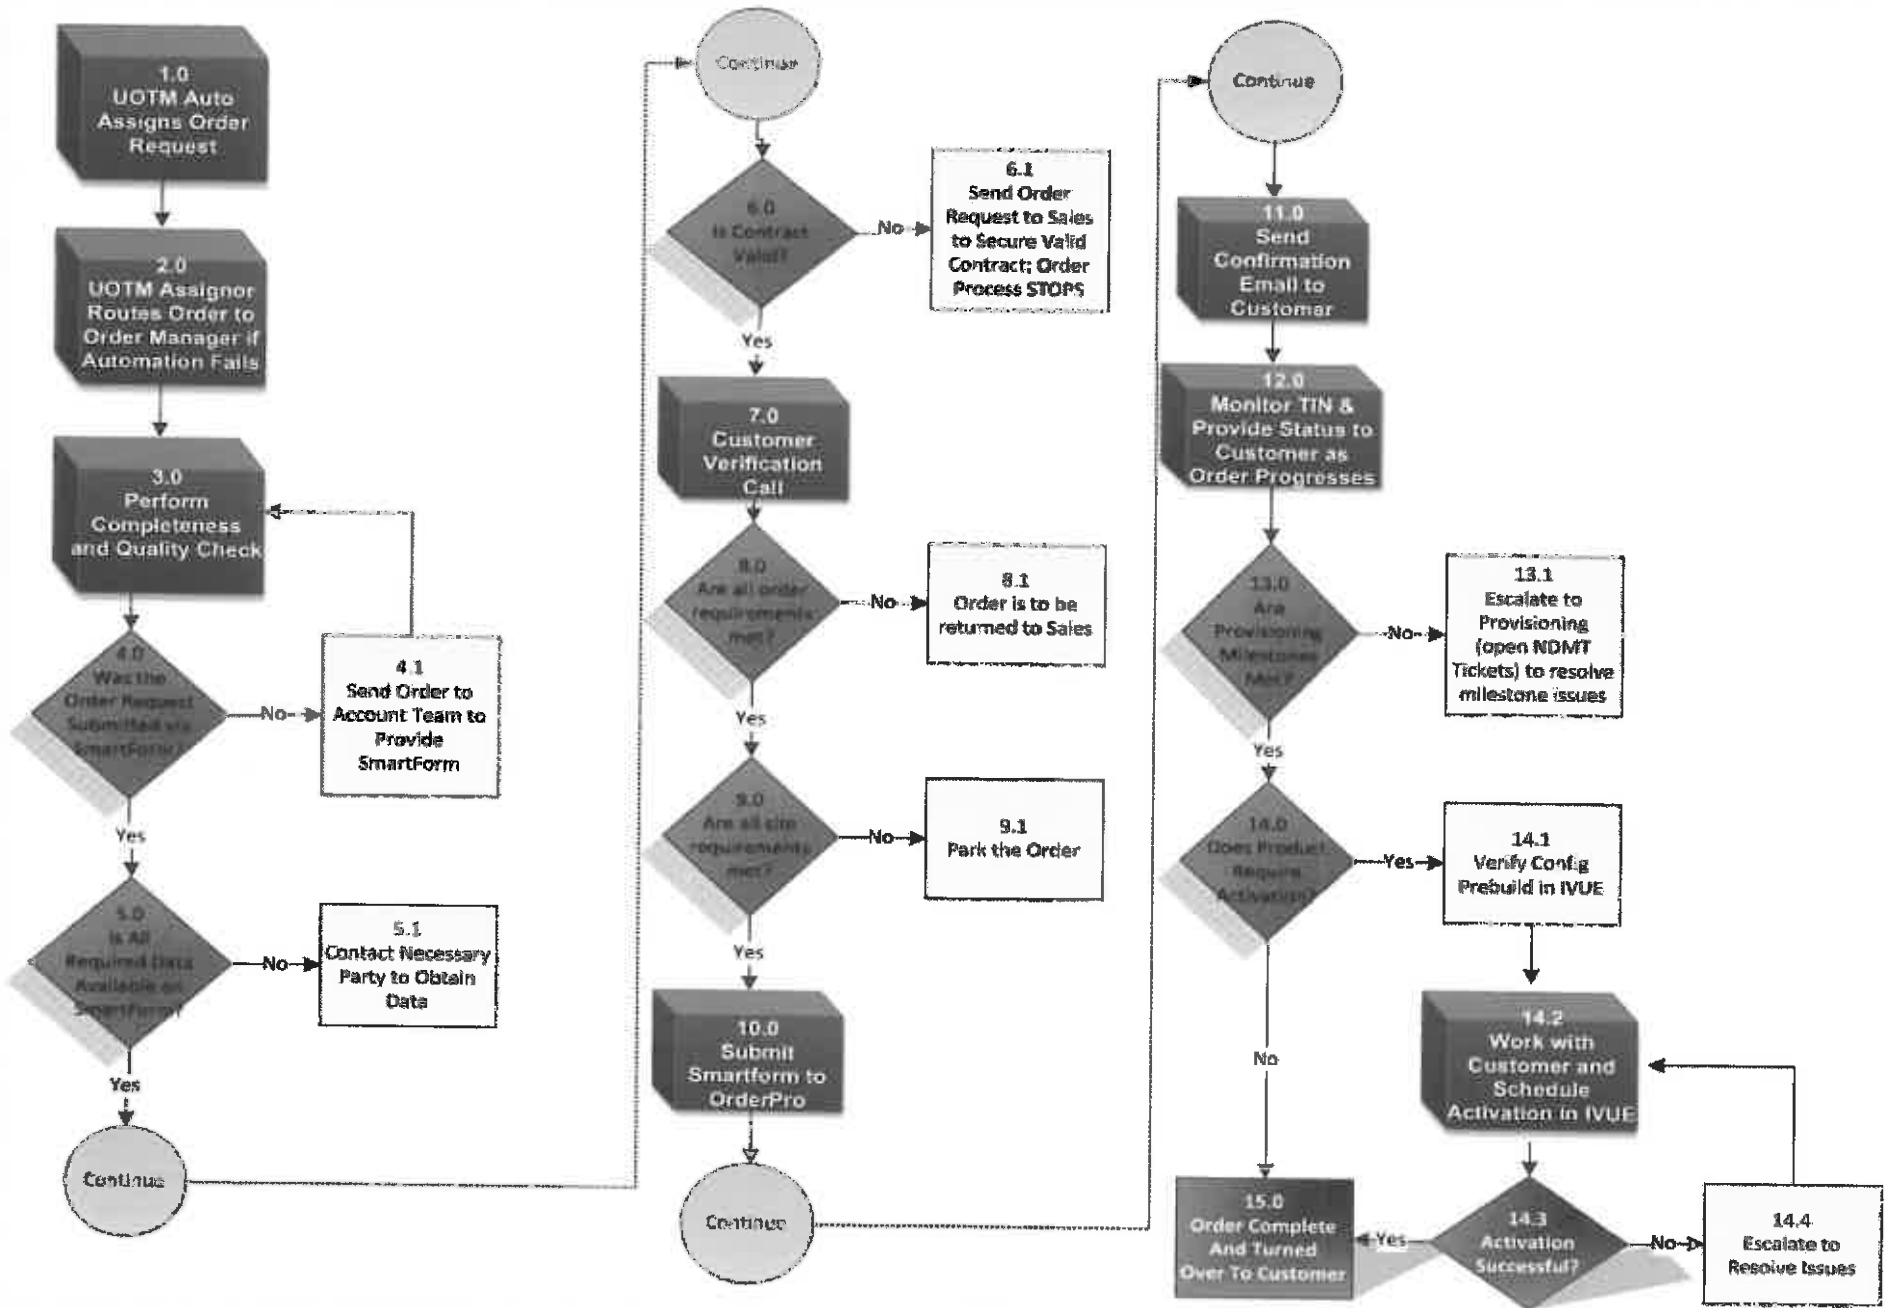 1.0
UOTM Auto
Assigns Order
Request
2.0
UOTM Assignor
Routes Order to
Order Manager if
Automation Fails
3.0
Perform
Completeness
and Quality Check
4.0
Was the
Order Request
Submitted via
SmartForm?
No
4.1
Send Order to
Account Team to
Provide
SmartForm
Yes
5.0
Is All
Required Data
Available on
SmartForm?
No
5.1
Contact Necessary
Party to Obtain
Data
Yes
Continue
Continue
6.0
Is Contract
Valid?
No
6.1
Send Order
Request to Sales
to Secure Valid
Contract; Order
Process STOPS
Yes
7.0
Customer
Verification
Call
8.0
Are all order
requirements
met?
No
8.1
Order is to be
returned to Sales
Yes
9.0
Are all site
requirements
met?
No
9.1
Park the Order
Yes
10.0
Submit
Smartform to
OrderPro
Continue
Continue
11.0
Send
Confirmation
Email to
Customer
12.0
Monitor TIN &
Provide Status to
Customer as
Order Progresses
13.0
Are
Provisioning
Milestones
Met?
No
13.1
Escalate to
Provisioning
(open NDMT
Tickets) to resolve
milestone issues
Yes
14.0
Does Product
Require
Activation?
Yes
14.1
Verify Config
Prebuild in IVUE
No
14.2
Work with
Customer and
Schedule
Activation in IVUE
14.3
Activation
Successful?
No
14.4
Escalate to
Resolve Issues
Yes
15.0
Order Complete
And Turned
Over To Customer